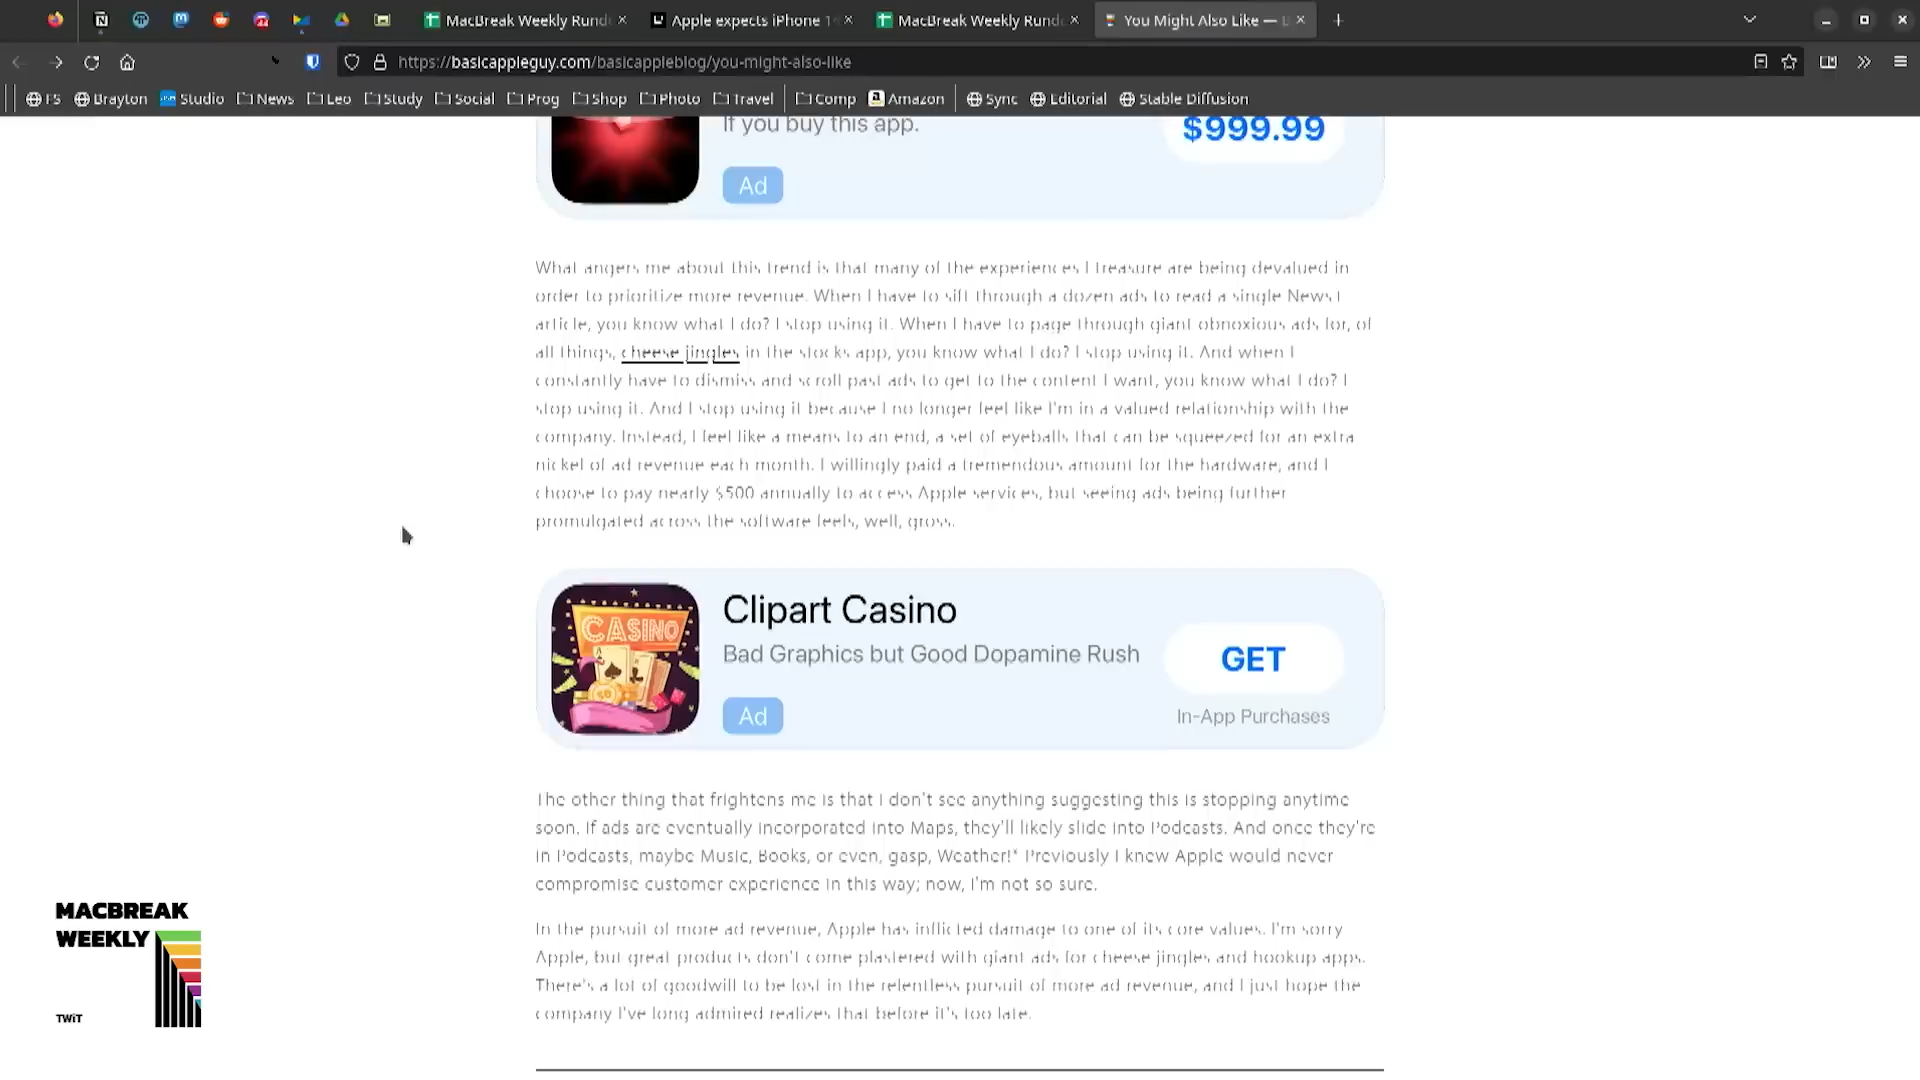 MacBreak Weekly Rund
Apple expects iPhone 1
MacBreak Weekly Rund
You Might Also Like —
https://basicappleguy.com/basicappleblog/you-might-also-like
FS Brayton Studio News Leo Study Social Prog Shop Photo Travel Comp Amazon Sync Editorial Stable Diffusion
If you buy this app.
$999.99
Ad
What angers me about this trend is that many of the experiences I treasure are being devalued in
order to prioritize more revenue. When I have to sift through a dozen ads to read a single News+
article, you know what I do? I stop using it. When I have to page through giant obnoxious ads for, of
all things, cheese jingles in the stocks app, you know what I do? I stop using it. And when I
constantly have to dismiss and scroll past ads to get to the content I want, you know what I do? I
stop using it. And I stop using it because I no longer feel like I'm in a valued relationship with the
company. Instead, I feel like a means to an end, a set of eyeballs that can be squeezed for an extra
nickel of ad revenue each month. I willingly paid a tremendous amount for the hardware, and I
choose to pay nearly $500 annually to access Apple services, but seeing ads being further
promulgated across the software feels, well, gross.
CASINO
Clipart Casino
Bad Graphics but Good Dopamine Rush
GET
Ad
In-App Purchases
The other thing that frightens me is that I don't see anything suggesting this is stopping anytime
soon. If ads are eventually incorporated into Maps, they'll likely slide into Podcasts. And once they're
in Podcasts, maybe Music, Books, or even, gasp, Weather!* Previously I knew Apple would never
compromise customer experience in this way; now, I'm not so sure.
In the pursuit of more ad revenue, Apple has inflicted damage to one of its core values. I'm sorry
Apple, but great products don't come plastered with giant ads for cheese jingles and hookup apps.
There's a lot of goodwill to be lost in the relentless pursuit of more ad revenue, and I just hope the
company I've long admired realizes that before it's too late.
MACBREAK
WEEKLY
TWiT